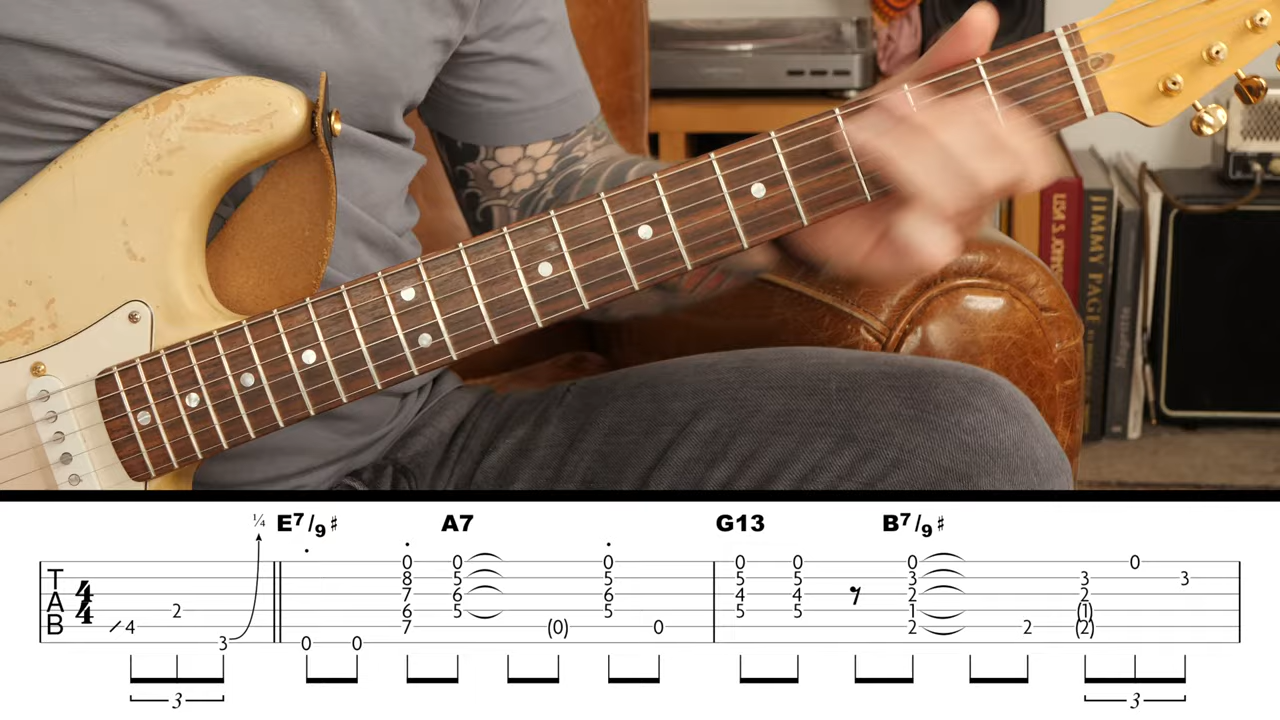 LISA S. JOHNSON
JIMMY PAGE
Magrette
¼ E7/9♯ A7 G13 B7/9♯
0 0 0 0 0 0 0
8 5 5 5 5 3 3 3
T 4 7 6 6 4 4 2 2
A 4 2 6 5 5 5 5 1 (1)
B 4 7 (0) 0 2 2 (2)
3 0 0
3 3